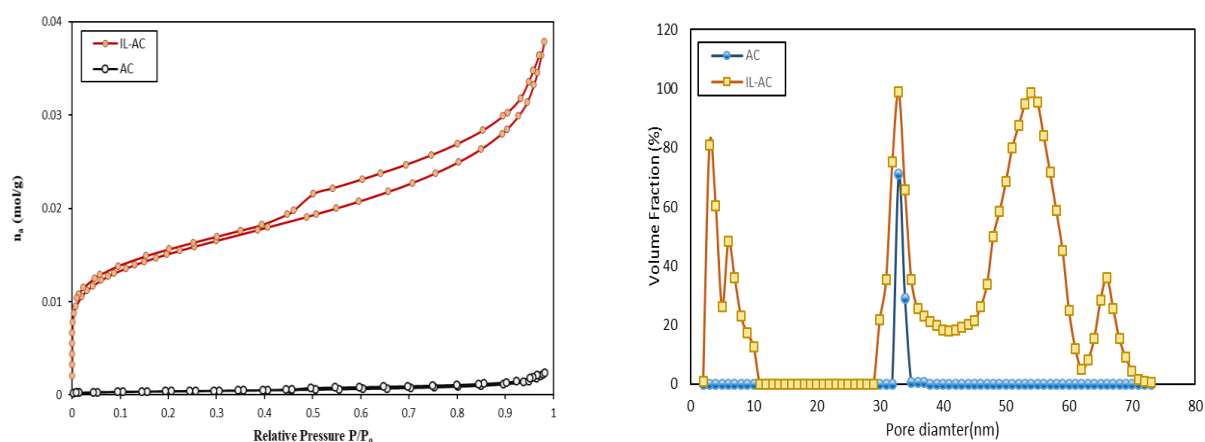 0.04
0.03
0.02
0.01
0
nₐ (mol/g)
IL-AC
AC
0 0.1 0.2 0.3 0.4 0.5 0.6 0.7 0.8 0.9 1
Relative Pressure P/P₀
120
100
80
60
40
20
0
Volume Fraction (%)
AC
IL-AC
0 10 20 30 40 50 60 70 80
Pore diamter(nm)